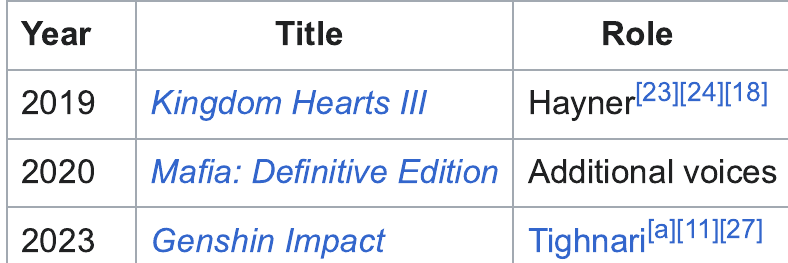 Year Title Role
2019 Kingdom Hearts III Hayner[23][24][18]
2020 Mafia: Definitive Edition Additional voices
2023 Genshin Impact Tighnari[a][11][27]